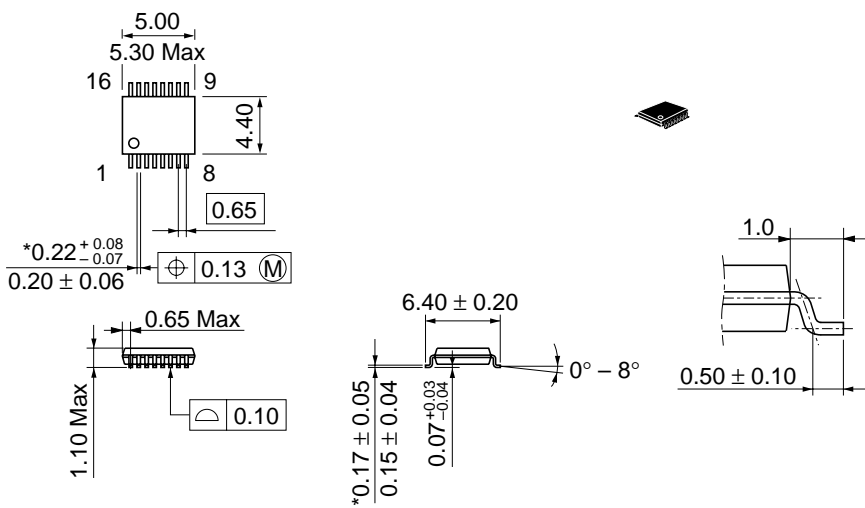 5.00
5.30 Max
16
9
4.40
1
8
0.65
*0.22 + 0.08 − 0.07
0.20 ± 0.06
0.13 Ⓜ
0.65 Max
1.10 Max
0.10
6.40 ± 0.20
0° – 8°
*0.17 ± 0.05
0.15 ± 0.04
0.07 +0.03 −0.04
1.0
0.50 ± 0.10